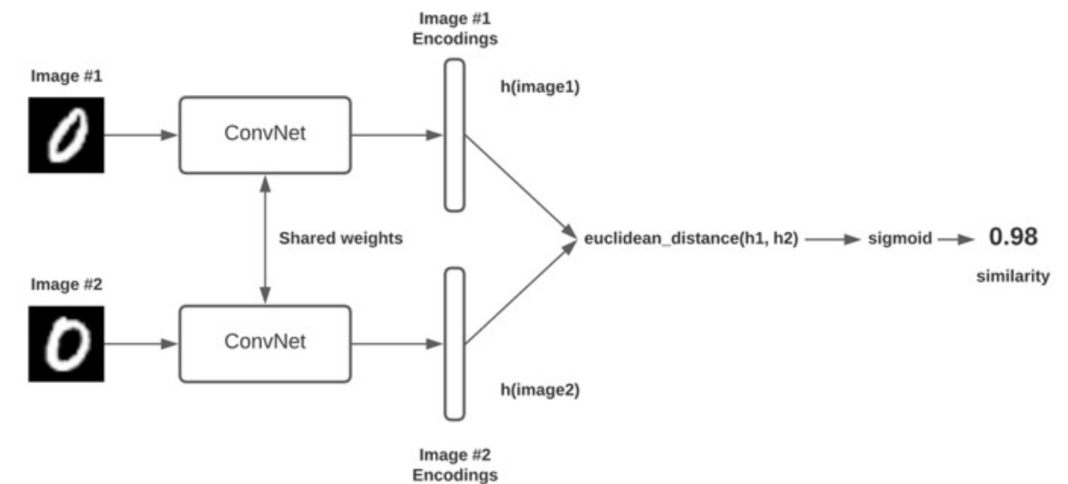 Image #1
Encodings
Image #1
h(image1)
ConvNet
Shared weights
euclidean_distance(h1, h2)
sigmoid
0.98
similarity
Image #2
ConvNet
h(image2)
Image #2
Encodings